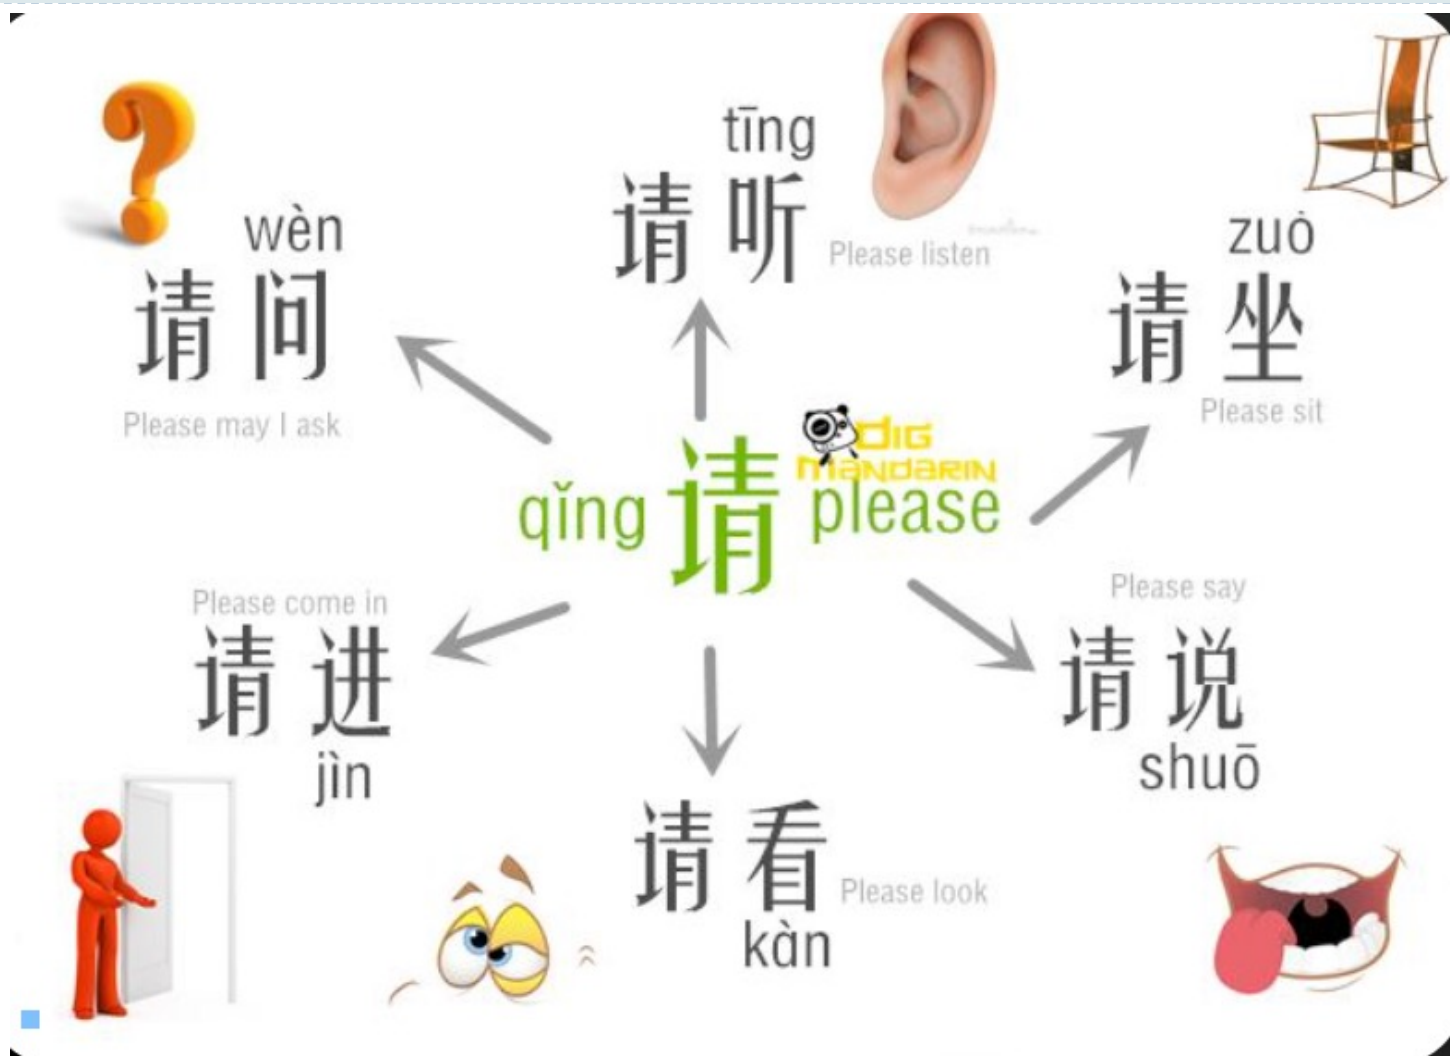 tīng
请听
Please listen
wèn
请问
Please may I ask
zuò
请坐
Please sit
DIG
MANDARIN
qǐng 请 please
Please come in
请进
jìn
Please say
请说
shuō
请看
Please look
kàn